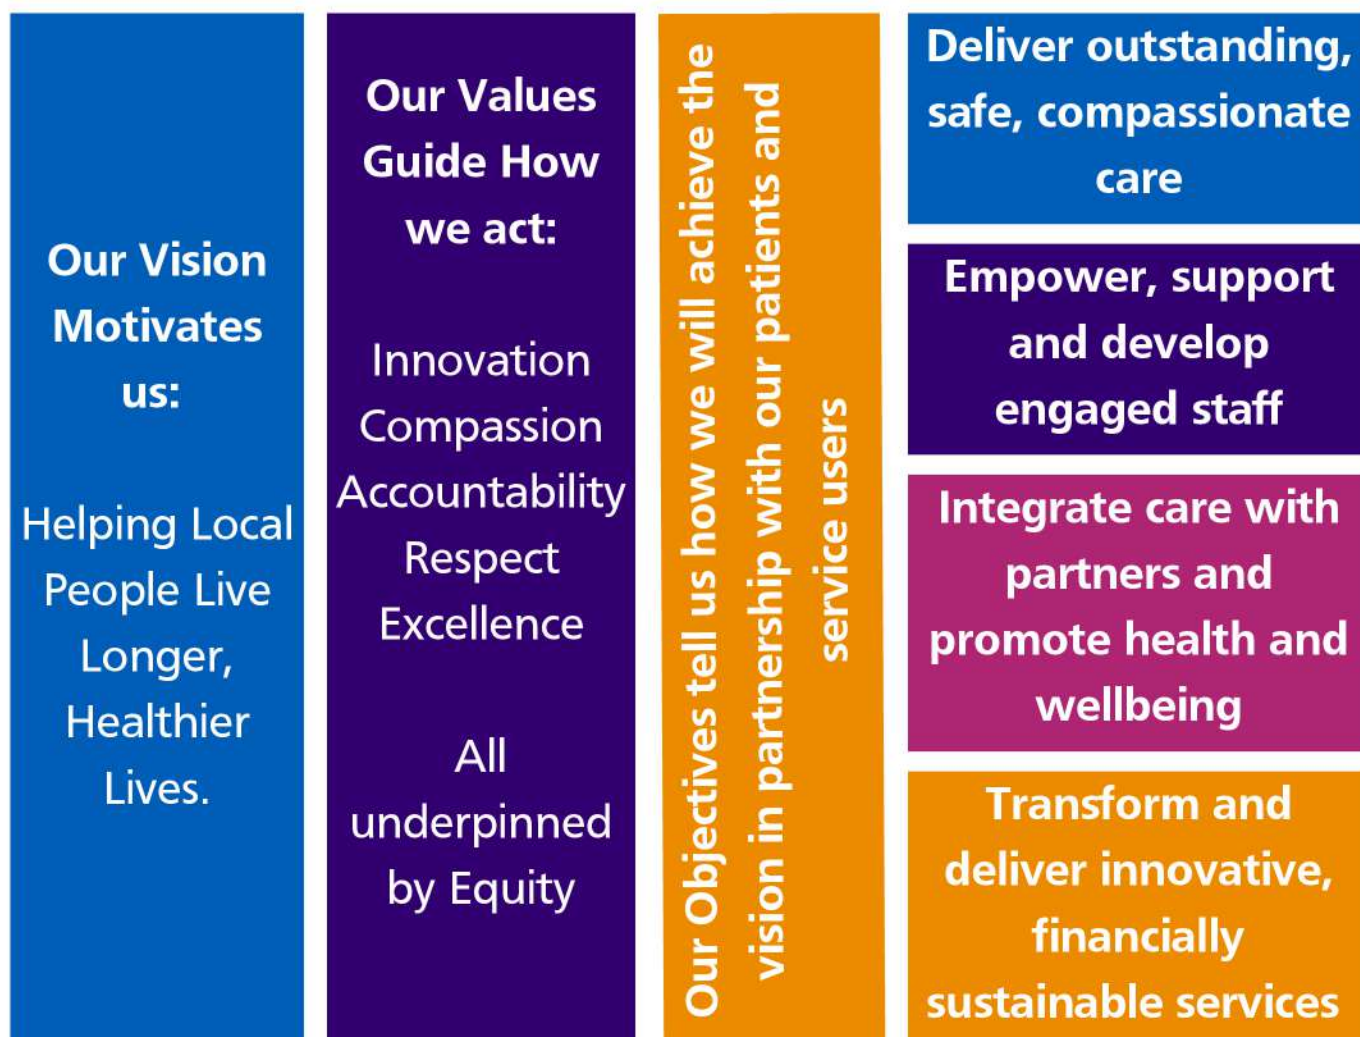 Our Vision
Motivates
us:
Helping Local
People Live
Longer,
Healthier
Lives.
Our Values
Guide How
we act:
Innovation
Compassion
Accountability
Respect
Excellence
All
underpinned
by Equity
Our Objectives tell us how we will achieve the
vision in partnership with our patients and
service users
Deliver outstanding,
safe, compassionate
care
Empower, support
and develop
engaged staff
Integrate care with
partners and
promote health and
wellbeing
Transform and
deliver innovative,
financially
sustainable services